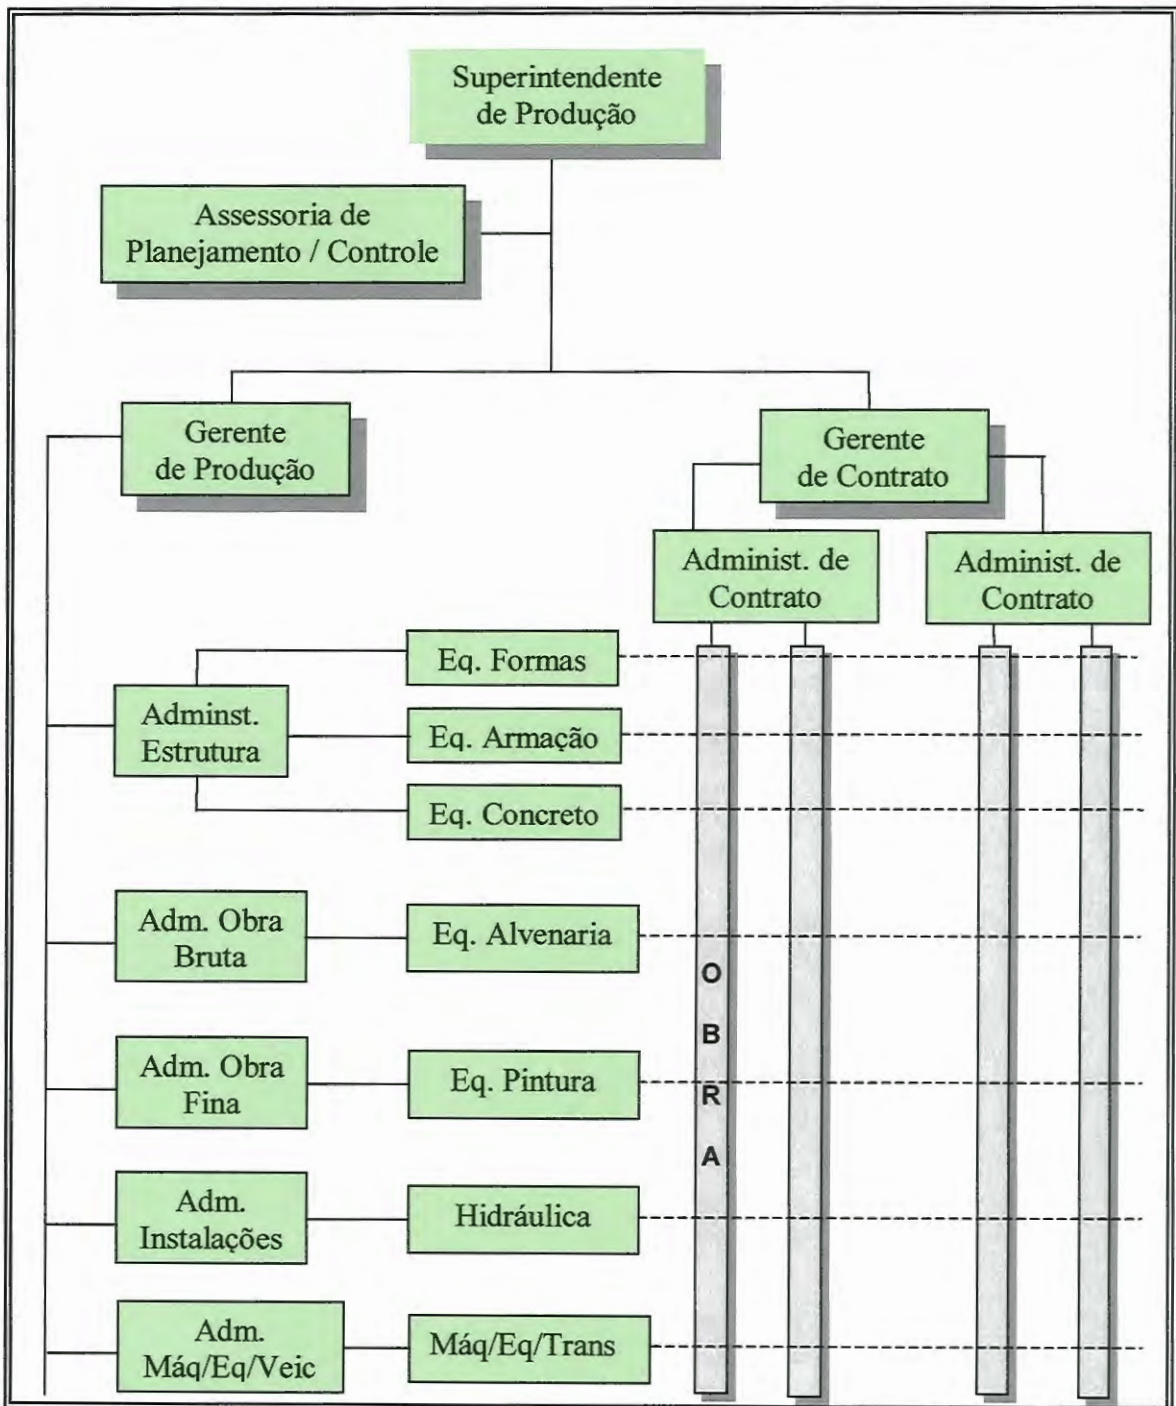 Superintendente
de Produção
Assessoria de
Planejamento / Controle
Gerente
de Produção
Gerente
de Contrato
Administ. de
Contrato
Administ. de
Contrato
Eq. Formas
Adminst.
Estrutura
Eq. Armação
Eq. Concreto
Adm. Obra
Bruta
Eq. Alvenaria
Adm. Obra
Fina
Eq. Pintura
Adm.
Instalações
Hidráulica
Adm.
Máq/Eq/Veic
Máq/Eq/Trans
O
B
R
A